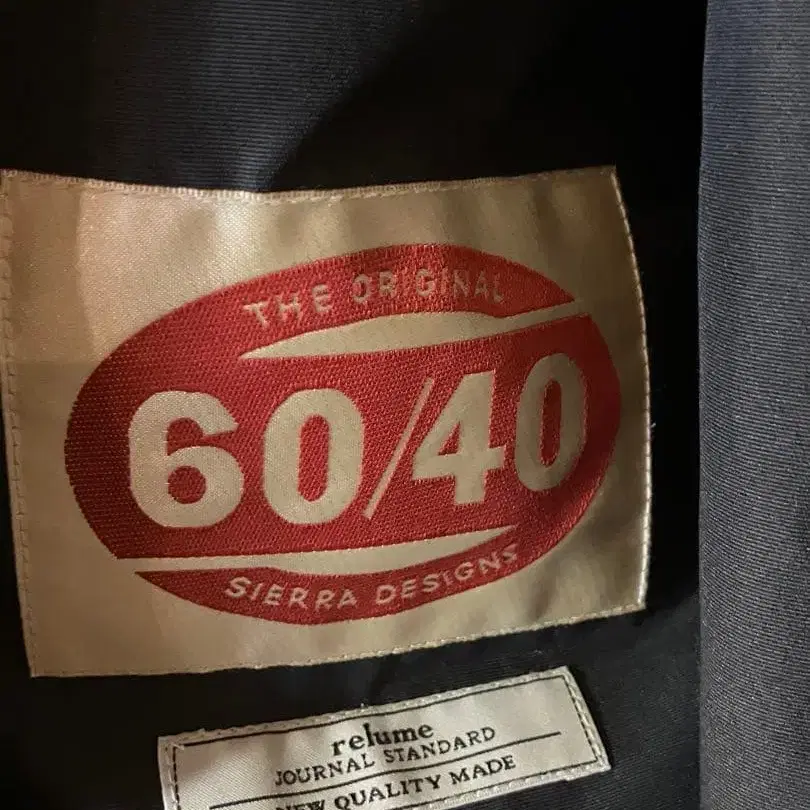 THE ORIGINAL
60/40
SIERRA DESIGNS
relume
JOURNAL STANDARD
NEW QUALITY MADE